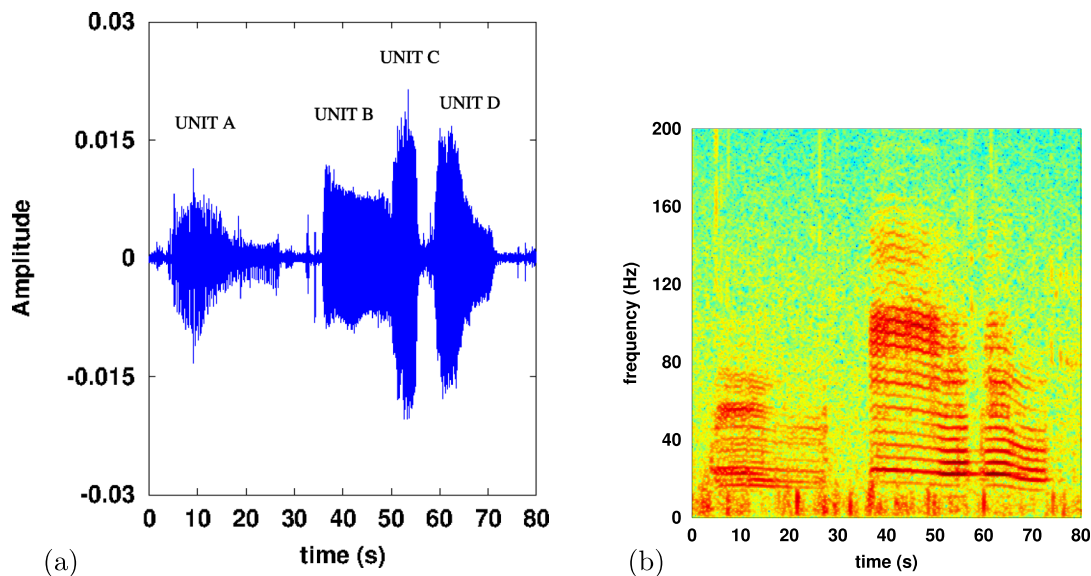 0.03
UNIT C
UNIT B
UNIT D
UNIT A
0.015
0
-0.015
-0.03
Amplitude
0 10 20 30 40 50 60 70 80
time (s)
(a)
200
160
120
80
40
0
frequency (Hz)
0 10 20 30 40 50 60 70 80
time (s)
(b)